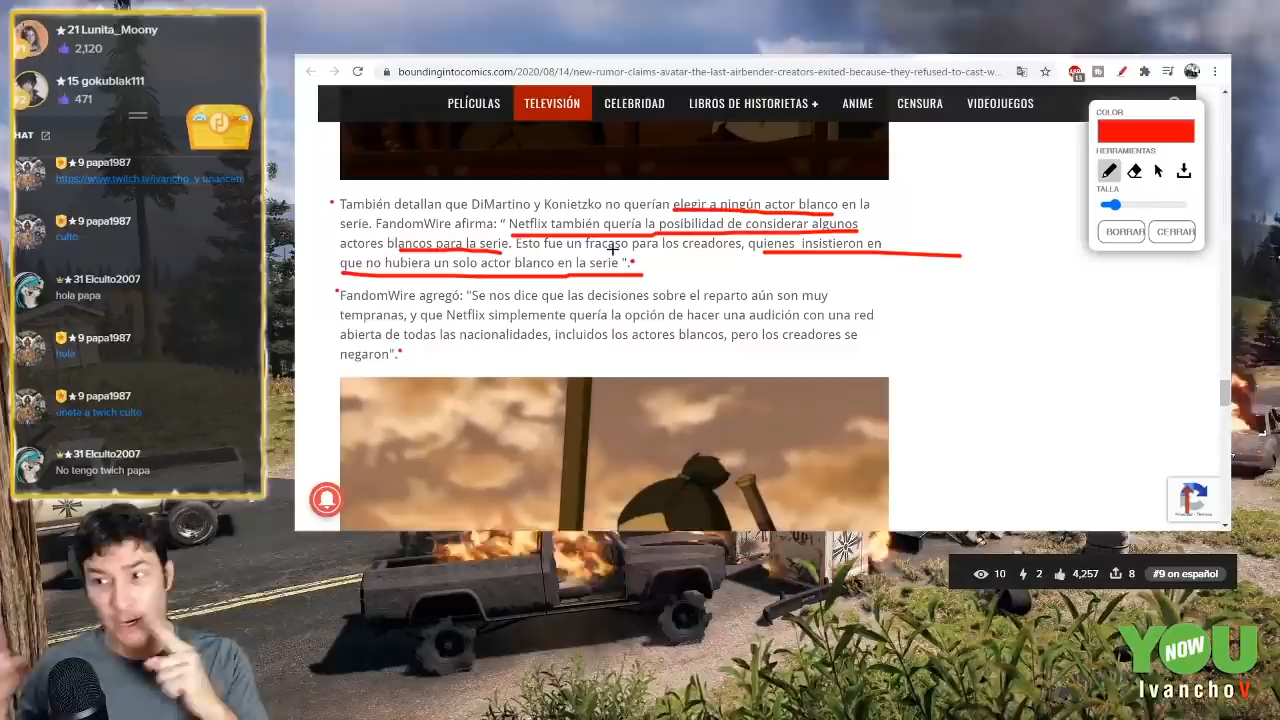 ★21 Lunita_Moony
#1
2,120
★15 gokublak111
#2
471
HAT
★ 9 papa1987
https://www.twitch.tv/ivancho_v unanceti
★ 9 papa1987
culto
★31 Elculto2007
hola papa
★ 9 papa1987
hola
★ 9 papa1987
uneta a twich culto
★31 Elculto2007
No tengo twich papa
boundingintocomics.com/2020/08/14/new-rumor-claims-avatar-the-last-airbender-creators-exited-because-they-refused-to-cast-w...
PELÍCULAS TELEVISIÓN CELEBRIDAD LIBROS DE HISTORIETAS + ANIME CENSURA VIDEOJUEGOS
También detallan que DiMartino y Konietzko no querían elegir a ningún actor blanco en la
serie. FandomWire afirma: “ Netflix también quería la posibilidad de considerar algunos
actores blancos para la serie. Esto fue un fracaso para los creadores, quienes insistieron en
que no hubiera un solo actor blanco en la serie ".
FandomWire agregó: "Se nos dice que las decisiones sobre el reparto aún son muy
tempranas, y que Netflix simplemente quería la opción de hacer una audición con una red
abierta de todas las nacionalidades, incluidos los actores blancos, pero los creadores se
negaron".
COLOR
HERRAMIENTAS
TALLA
BORRAR CERRAR
10 2 4,257 8 #9 on español
YOU NOW
IvanchoV